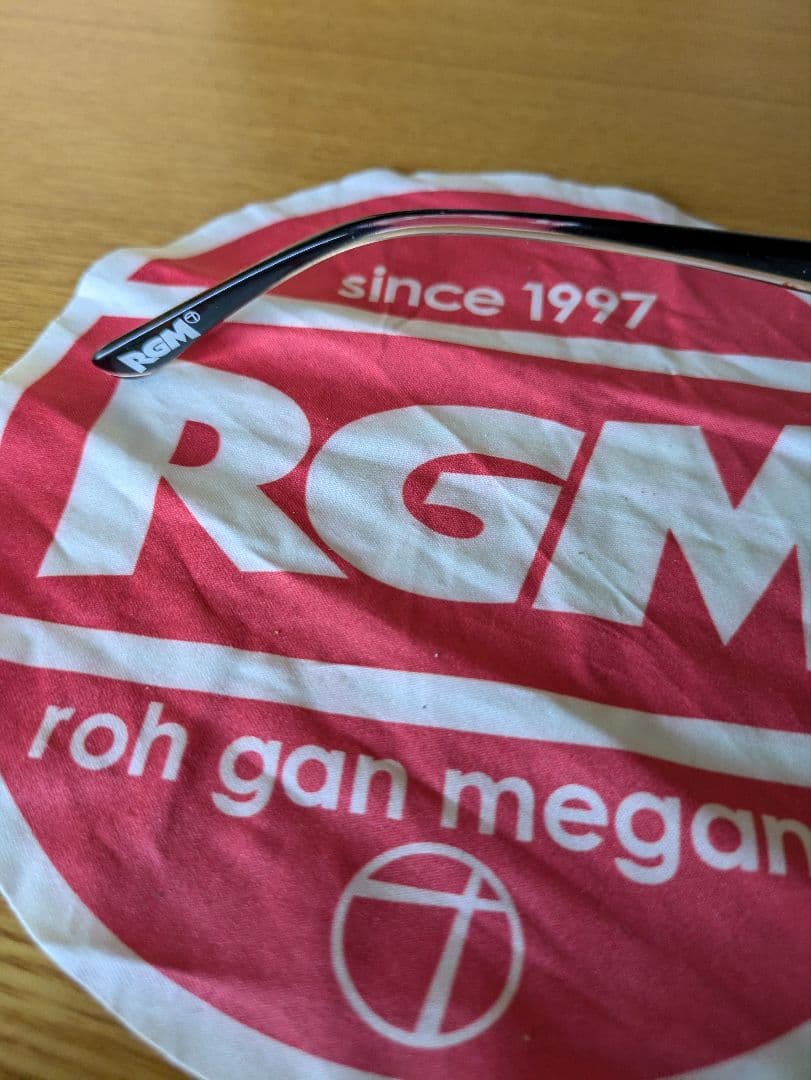 since 1997
RGM
RGM
roh gan megan